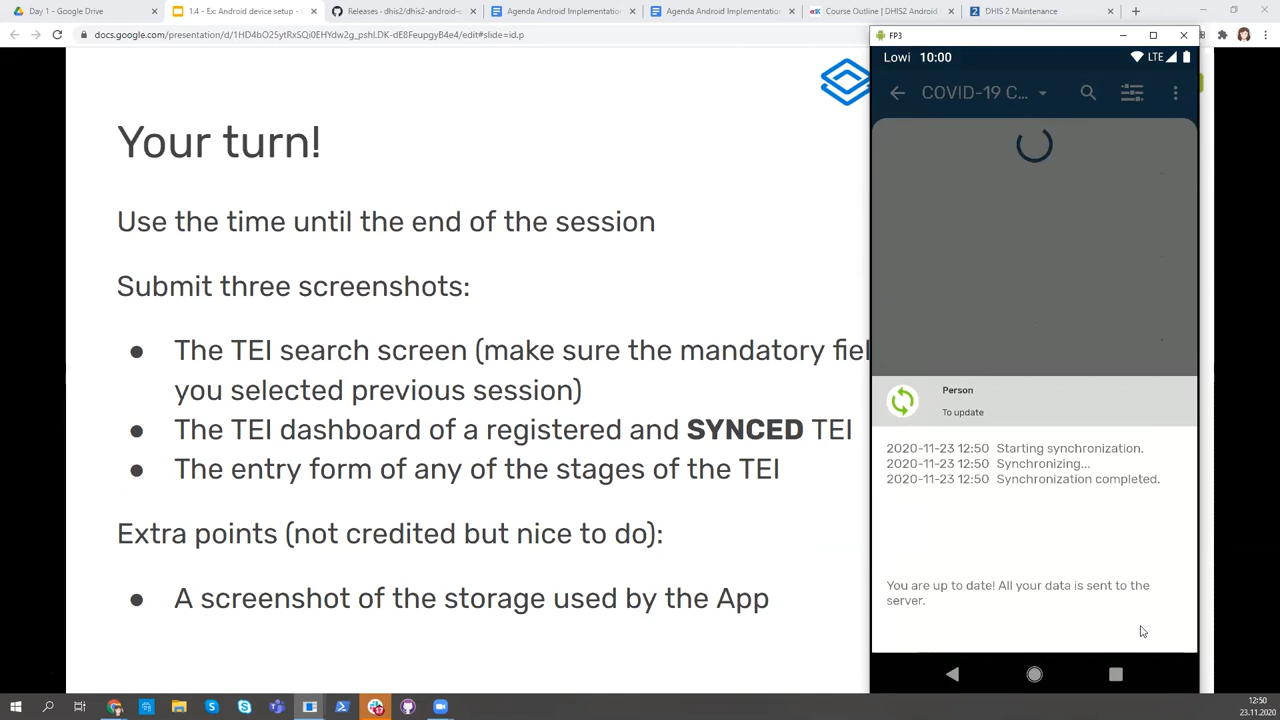 Day 1 - Google Drive
1.4 - Ex: Android device setup -
Releases · dhis2/dhis2-android-c
Agenda Android Implementation
Agenda Android Implementation
Course Outline | DHIS2 Android
DHIS 2 Maintenance
docs.google.com/presentation/d/1HD4bO25ytRxSQi0EHYdw2g_pshLDK-dE8FeupgyB4e4/edit#slide=id.p
FP3
Lowi 10:00
LTE
COVID-19 C...
Your turn!
Use the time until the end of the session
Submit three screenshots:
● The TEI search screen (make sure the mandatory fiel
you selected previous session)
● The TEI dashboard of a registered and SYNCED TEI
● The entry form of any of the stages of the TEI
Extra points (not credited but nice to do):
● A screenshot of the storage used by the App
Person
To update
2020-11-23 12:50 Starting synchronization.
2020-11-23 12:50 Synchronizing...
2020-11-23 12:50 Synchronization completed.
You are up to date! All your data is sent to the
server.
12:50
23.11.2020